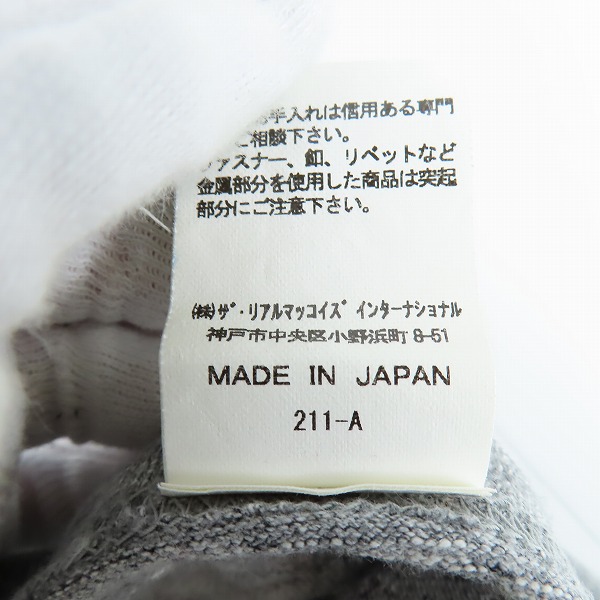 手入れは信用ある専門
ご相談下さい。
ファスナー、釦、リベットなど
金属部分を使用した商品は突起
部分にご注意下さい。
(株)ザ・リアルマッコイズ インターナショナル
神戸市中央区小野浜町 8-51
MADE IN JAPAN
211-A